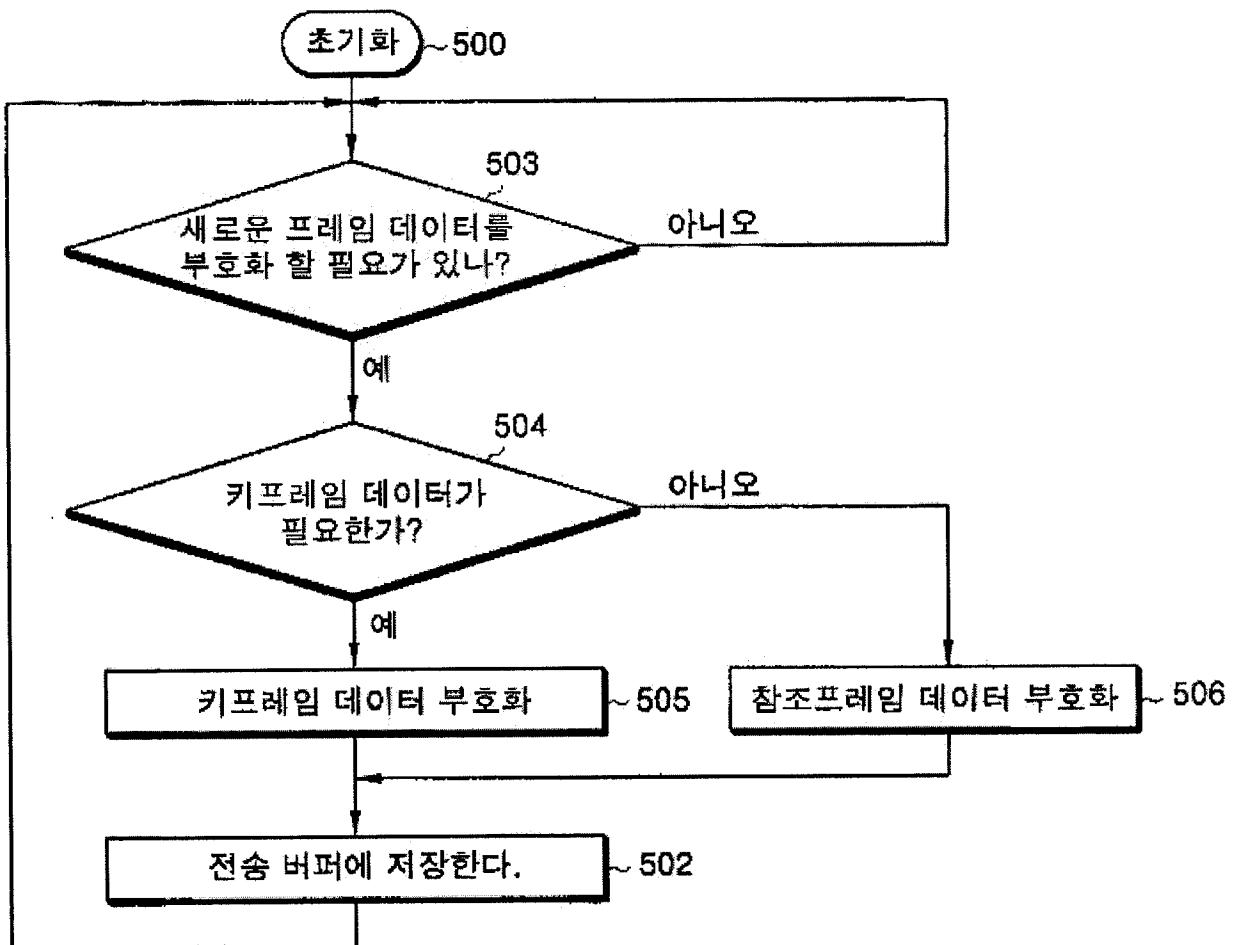 초기화
500
503
새로운 프레임 데이터를
부호화 할 필요가 있나?
아니오
예
504
키프레임 데이터가
필요한가?
아니오
예
키프레임 데이터 부호화
505
참조프레임 데이터 부호화
506
전송 버퍼에 저장한다.
502